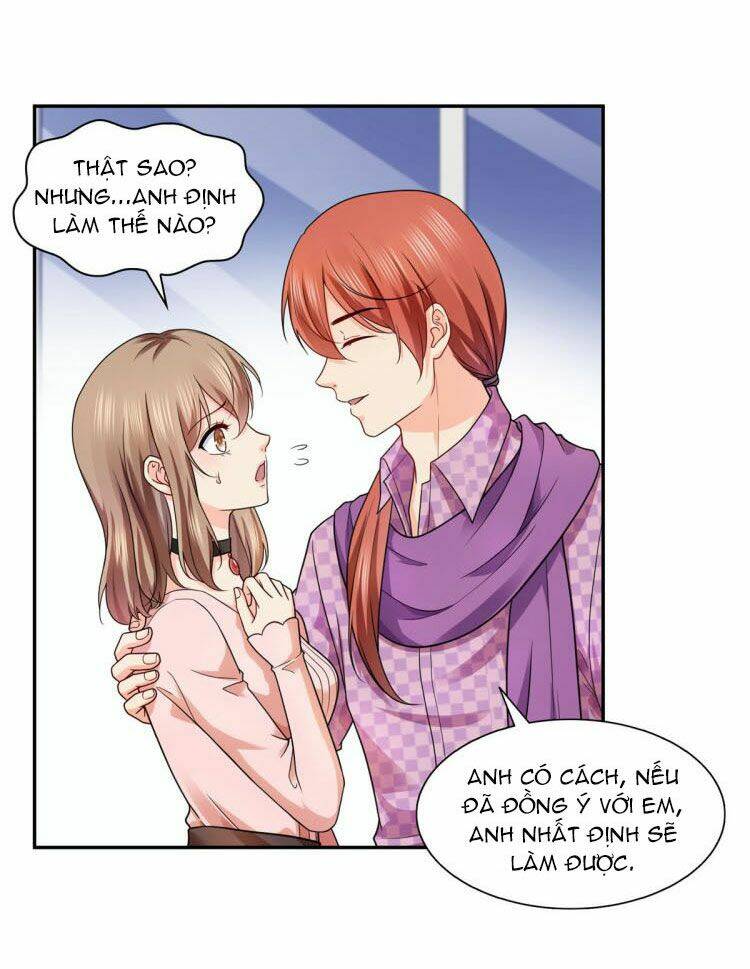 THẬT SAO?
NHƯNG...ANH ĐỊNH
LÀM THẾ NÀO?
ANH CÓ CÁCH, NẾU
ĐÃ ĐỒNG Ý VỚI EM,
ANH NHẤT ĐỊNH SẼ
LÀM ĐƯỢC.